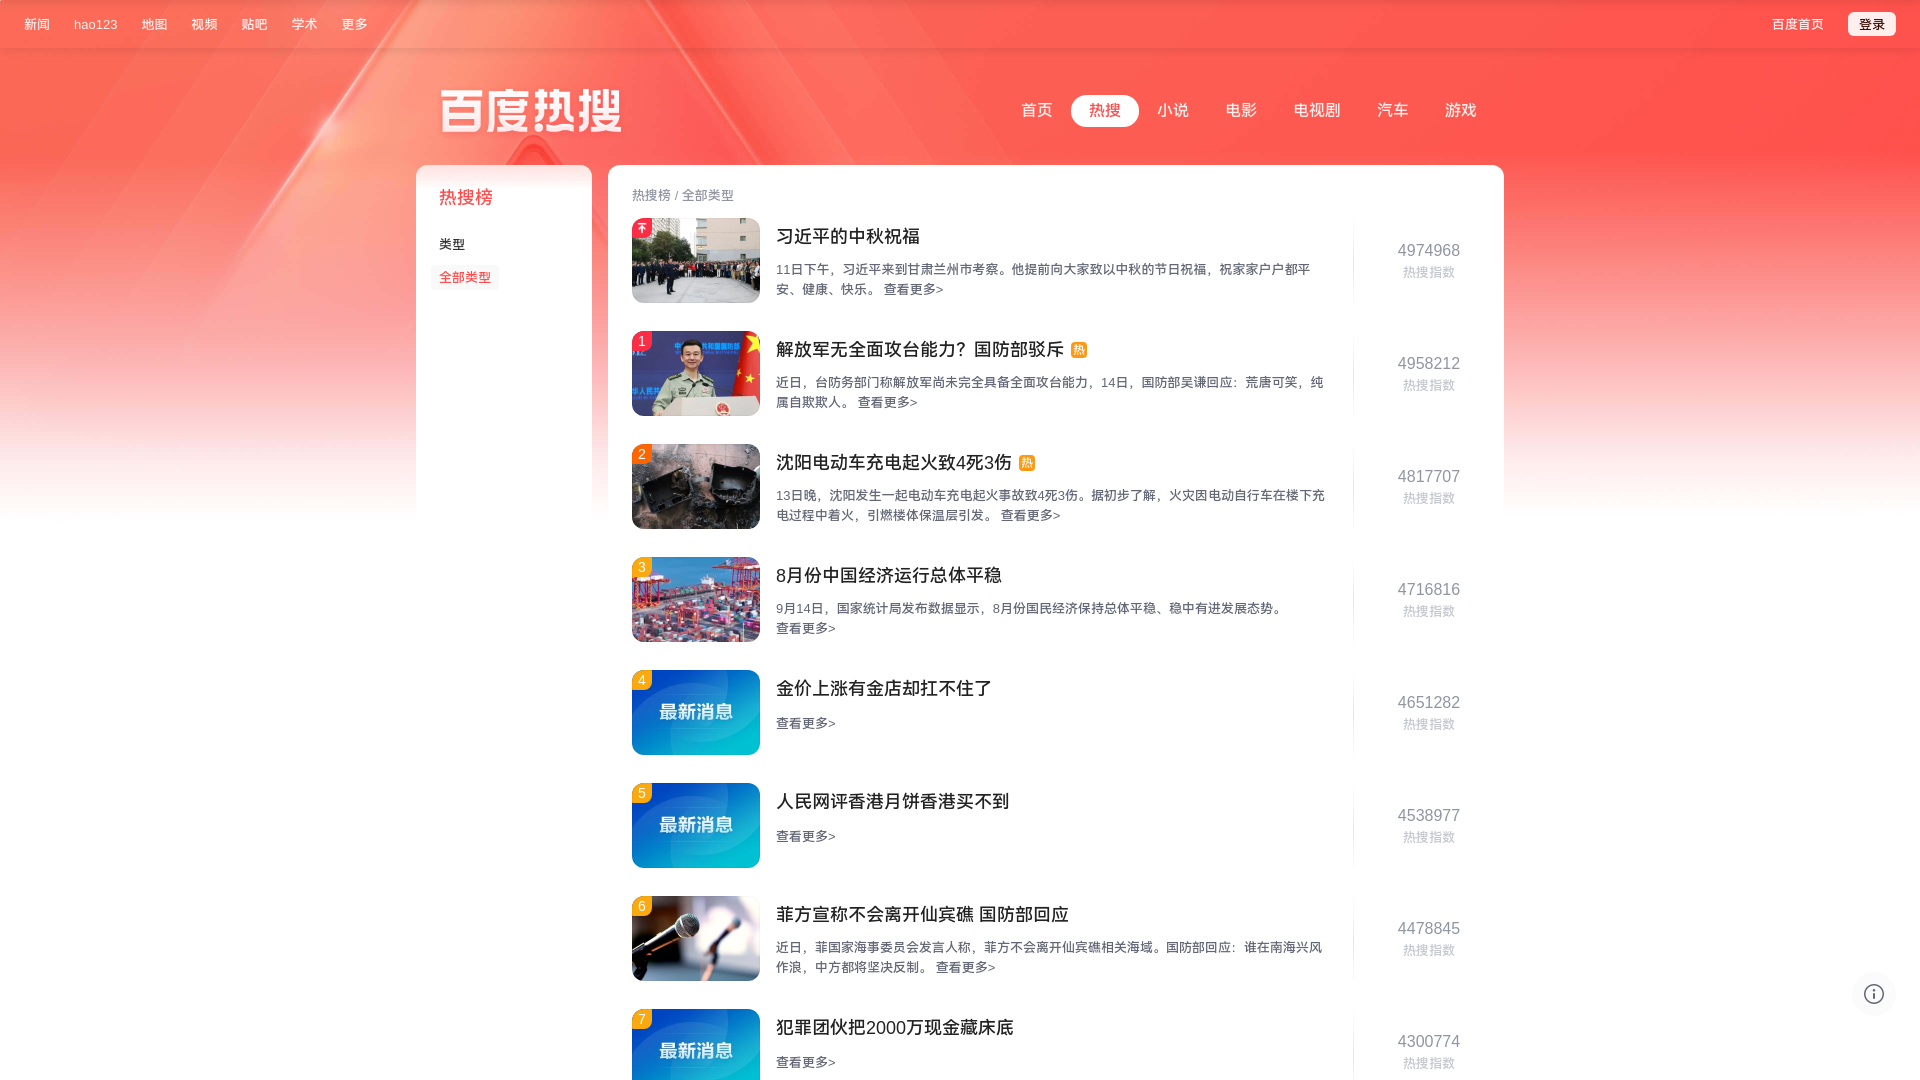 新闻
hao123
地图
视频
贴吧
学术
更多
百度首页
登录
百度热搜
首页
热搜
小说
电影
电视剧
汽车
游戏
热搜榜
类型
全部类型
热搜榜 / 全部类型
习近平的中秋祝福
11日下午，习近平来到甘肃兰州市考察。他提前向大家致以中秋的节日祝福，祝家家户户都平
安、健康、快乐。 查看更多>
4974968
热搜指数
1
解放军无全面攻台能力？国防部驳斥 热
近日，台防务部门称解放军尚未完全具备全面攻台能力，14日，国防部吴谦回应：荒唐可笑，纯
属自欺欺人。 查看更多>
4958212
热搜指数
2
沈阳电动车充电起火致4死3伤 热
13日晚，沈阳发生一起电动车充电起火事故致4死3伤。据初步了解，火灾因电动自行车在楼下充
电过程中着火，引燃楼体保温层引发。 查看更多>
4817707
热搜指数
3
8月份中国经济运行总体平稳
9月14日，国家统计局发布数据显示，8月份国民经济保持总体平稳、稳中有进发展态势。
查看更多>
4716816
热搜指数
4
最新消息
金价上涨有金店却扛不住了
查看更多>
4651282
热搜指数
5
最新消息
人民网评香港月饼香港买不到
查看更多>
4538977
热搜指数
6
菲方宣称不会离开仙宾礁 国防部回应
近日，菲国家海事委员会发言人称，菲方不会离开仙宾礁相关海域。国防部回应：谁在南海兴风
作浪，中方都将坚决反制。 查看更多>
4478845
热搜指数
7
最新消息
犯罪团伙把2000万现金藏床底
查看更多>
4300774
热搜指数